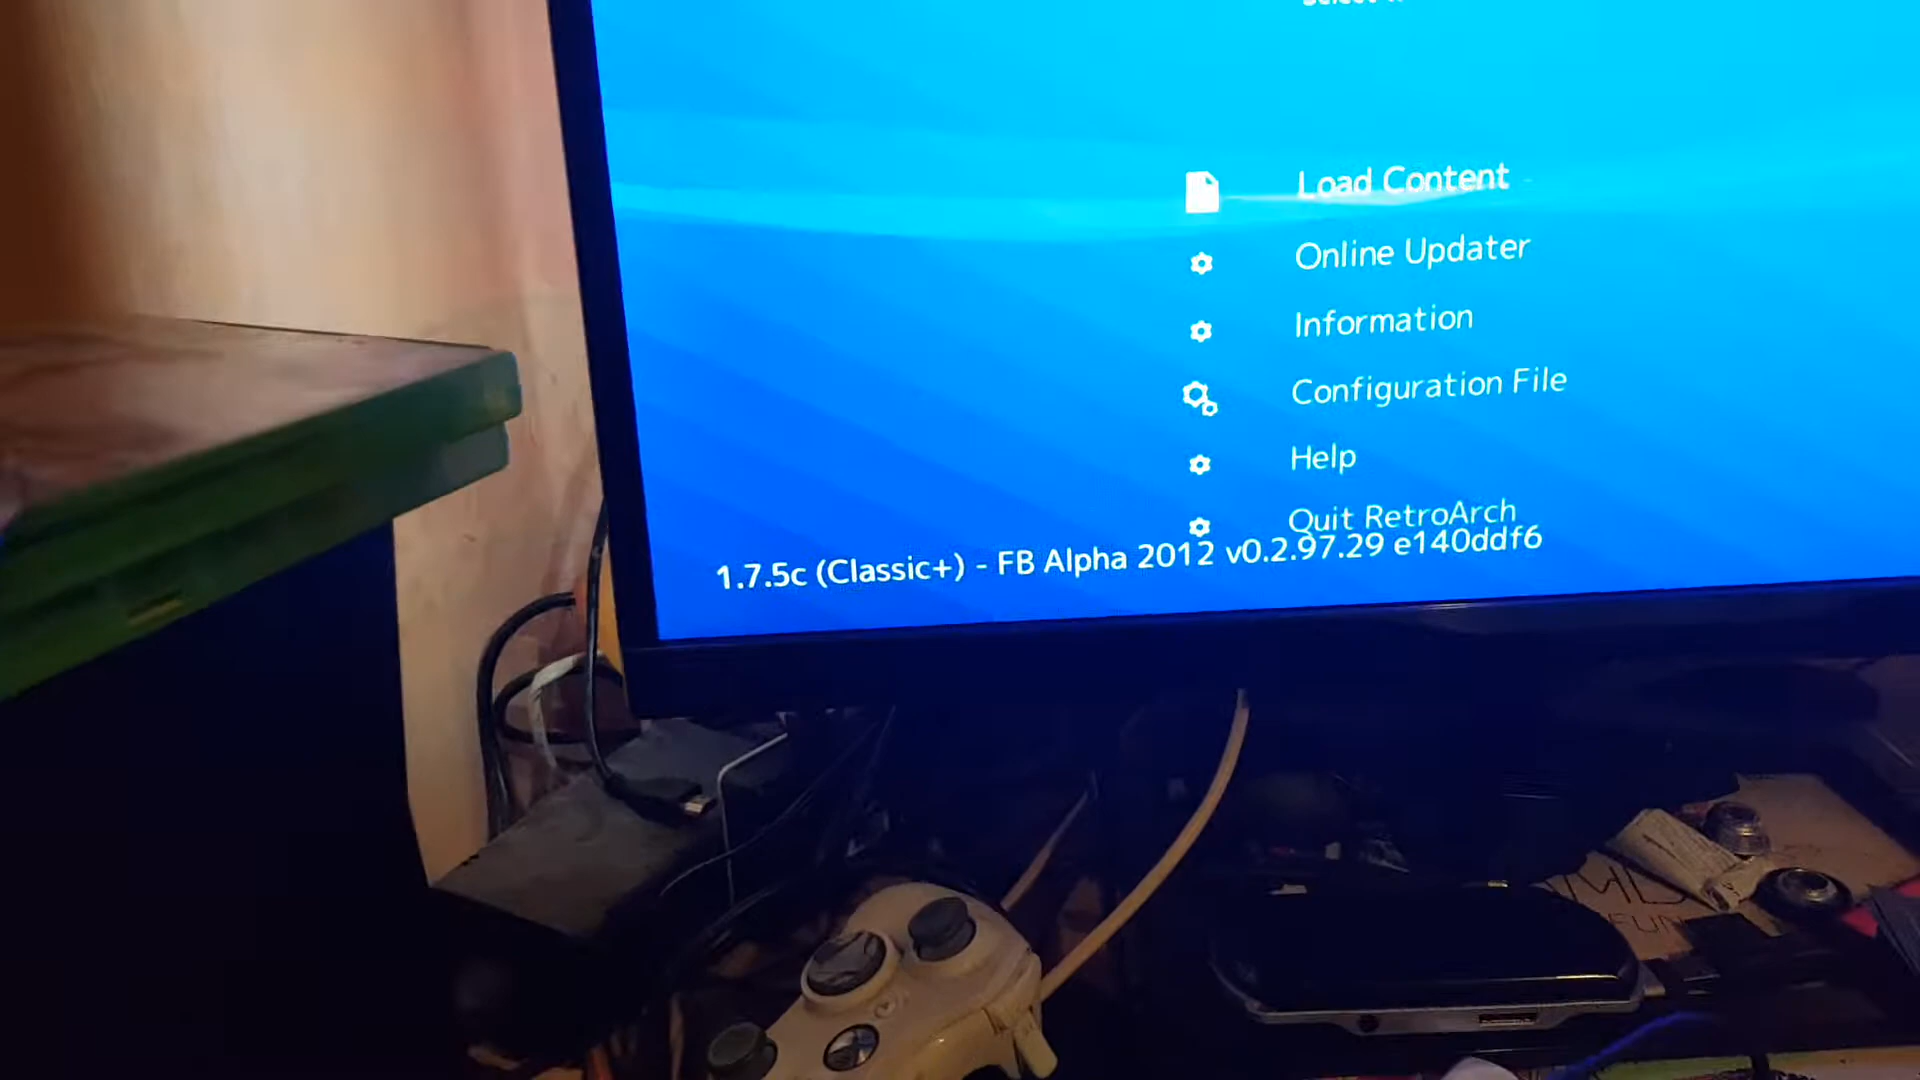 Load Content
Online Updater
Information
Configuration File
Help
Quit RetroArch
1.7.5c (Classic+) - FB Alpha 2012 v0.2.97.29 e140ddf6